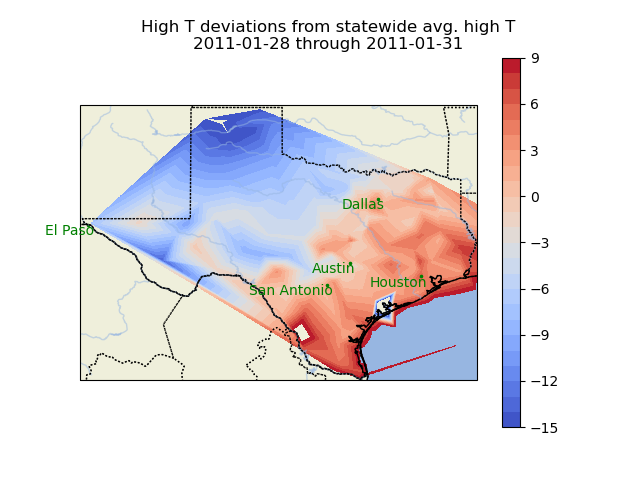 High T deviations from statewide avg. high T
2011-01-28 through 2011-01-31
9
6
3
0
−3
−6
−9
−12
−15
Dallas
El Paso
Austin
Houston
San Antonio